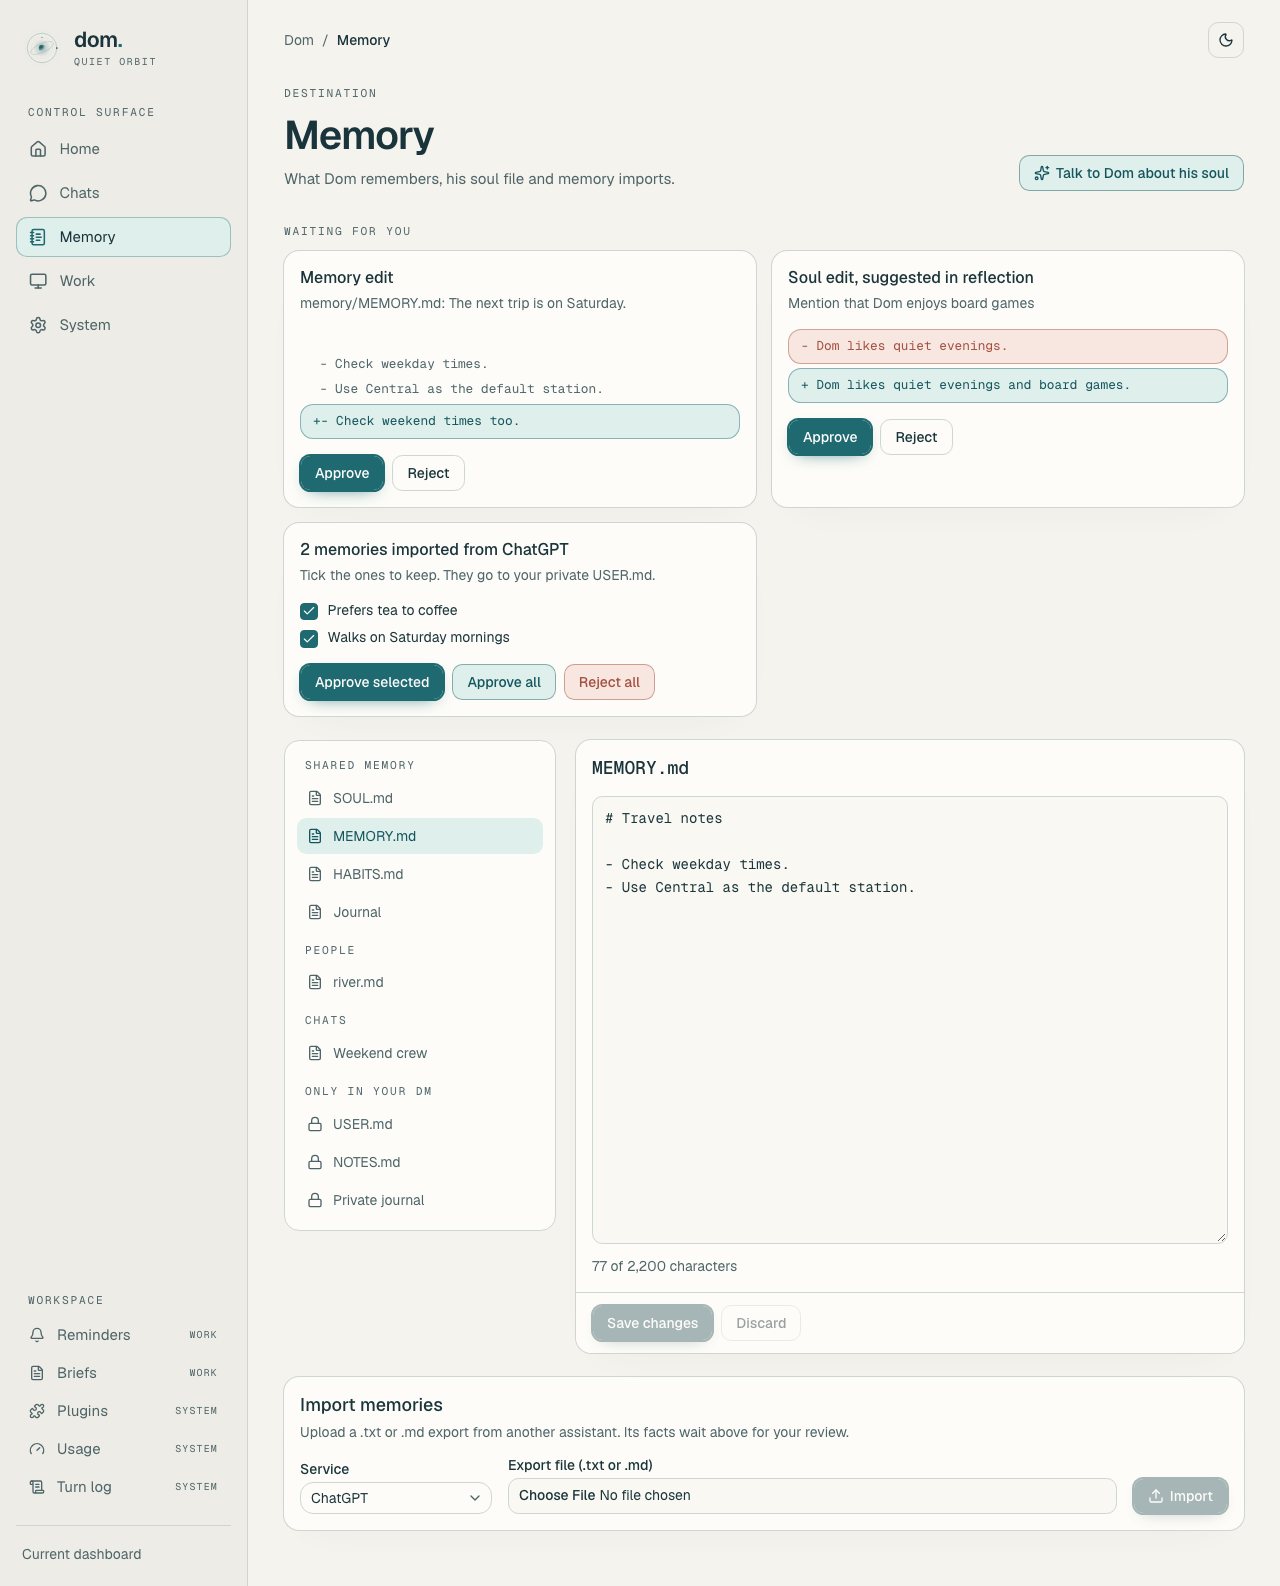 dom.
QUIET ORBIT
CONTROL SURFACE
Home
Chats
Memory
Work
System
WORKSPACE
Reminders WORK
Briefs WORK
Plugins SYSTEM
Usage SYSTEM
Turn log SYSTEM
Current dashboard
Dom / Memory
DESTINATION
Memory
What Dom remembers, his soul file and memory imports.
Talk to Dom about his soul
WAITING FOR YOU
Memory edit
memory/MEMORY.md: The next trip is on Saturday.
- Check weekday times.
- Use Central as the default station.
+- Check weekend times too.
Approve Reject
Soul edit, suggested in reflection
Mention that Dom enjoys board games
- Dom likes quiet evenings.
+ Dom likes quiet evenings and board games.
Approve Reject
2 memories imported from ChatGPT
Tick the ones to keep. They go to your private USER.md.
Prefers tea to coffee
Walks on Saturday mornings
Approve selected Approve all Reject all
SHARED MEMORY
SOUL.md
MEMORY.md
HABITS.md
Journal
PEOPLE
river.md
CHATS
Weekend crew
ONLY IN YOUR DM
USER.md
NOTES.md
Private journal
MEMORY.md
# Travel notes
- Check weekday times.
- Use Central as the default station.
77 of 2,200 characters
Save changes Discard
Import memories
Upload a .txt or .md export from another assistant. Its facts wait above for your review.
Service
ChatGPT
Export file (.txt or .md)
Choose File No file chosen
Import